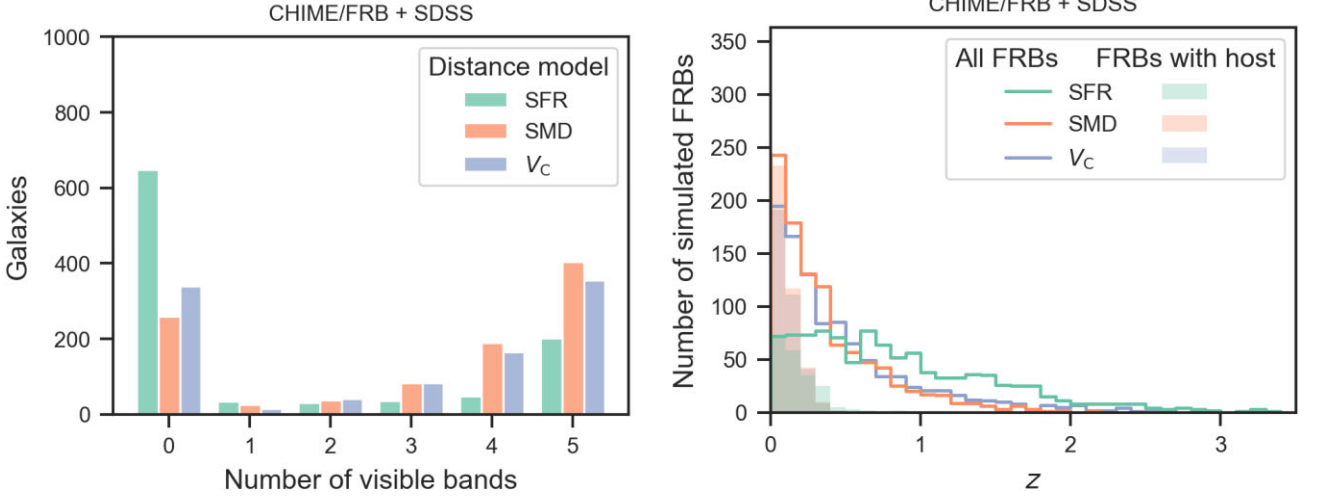 CHIME/FRB + SDSS
1000
800
600
400
200
0
Galaxies
Distance model
SFR
SMD
V_C
0 1 2 3 4 5
Number of visible bands
CHIME/FRB + SDSS
350
300
250
200
150
100
50
0
Number of simulated FRBs
All FRBs FRBs with host
SFR
SMD
V_C
0 1 2 3
z